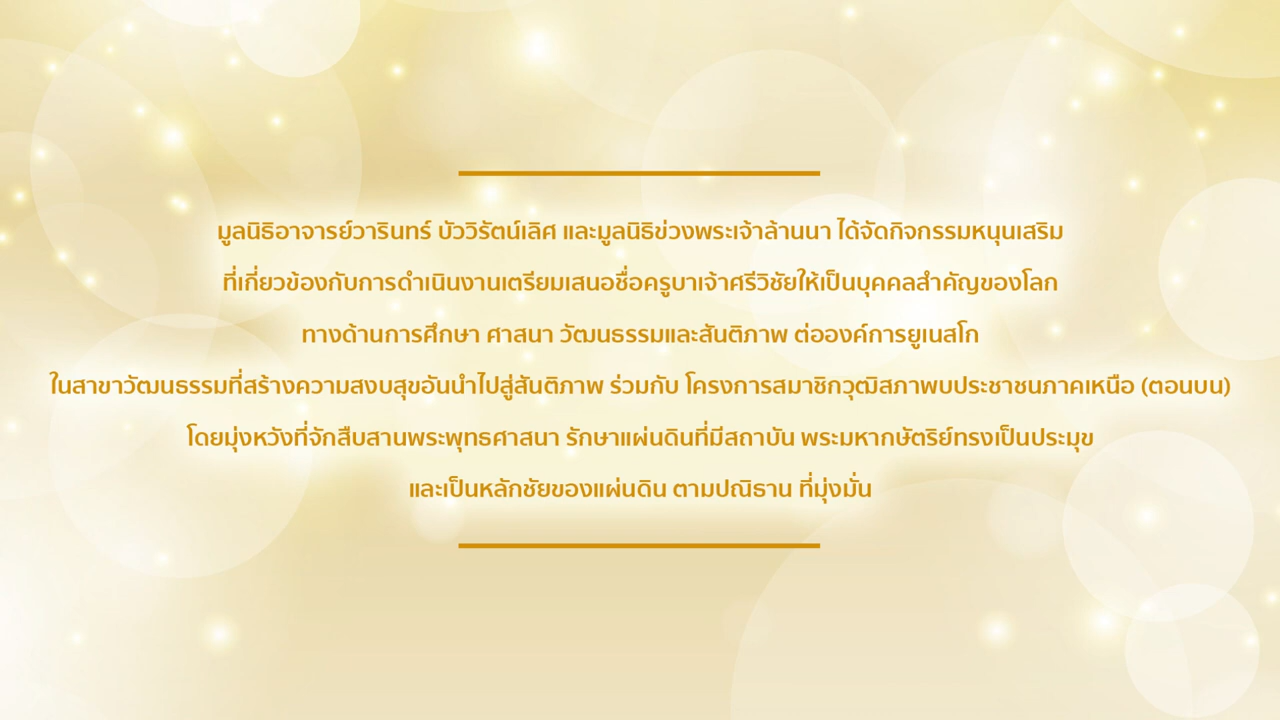 มูลนิธิอาจารย์วารินทร์ บัววิรัตน์เลิศ และมูลนิธิข่วงพระเจ้าล้านนา ได้จัดกิจกรรมหนุนเสริม
ที่เกี่ยวข้องกับการดำเนินงานเตรียมเสนอชื่อครูบาเจ้าศรีวิชัยให้เป็นบุคคลสำคัญของโลก
ทางด้านการศึกษา ศาสนา วัฒนธรรมและสันติภาพ ต่อองค์การยูเนสโก
ในสาขาวัฒนธรรมที่สร้างความสงบสุขอันนำไปสู่สันติภาพ ร่วมกับ โครงการสมาชิกวุฒิสภาพบประชาชนภาคเหนือ (ตอนบน)
โดยมุ่งหวังที่จักสืบสานพระพุทธศาสนา รักษาแผ่นดินที่มีสถาบัน พระมหากษัตริย์ทรงเป็นประมุข
และเป็นหลักชัยของแผ่นดิน ตามปณิธาน ที่มุ่งมั่น